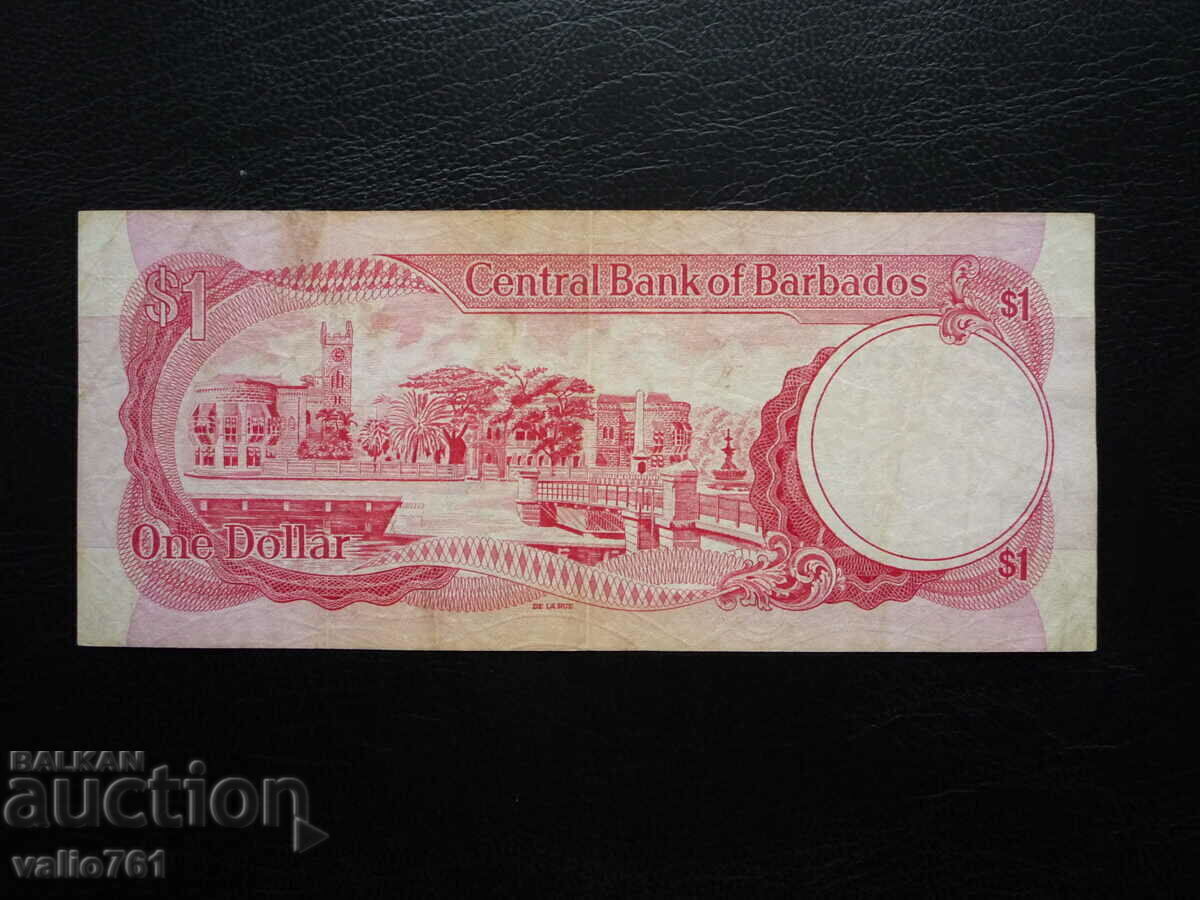 $1
Central Bank of Barbados
$1
One Dollar
$1
DE LA RUE
BALKAN
auction
valio761